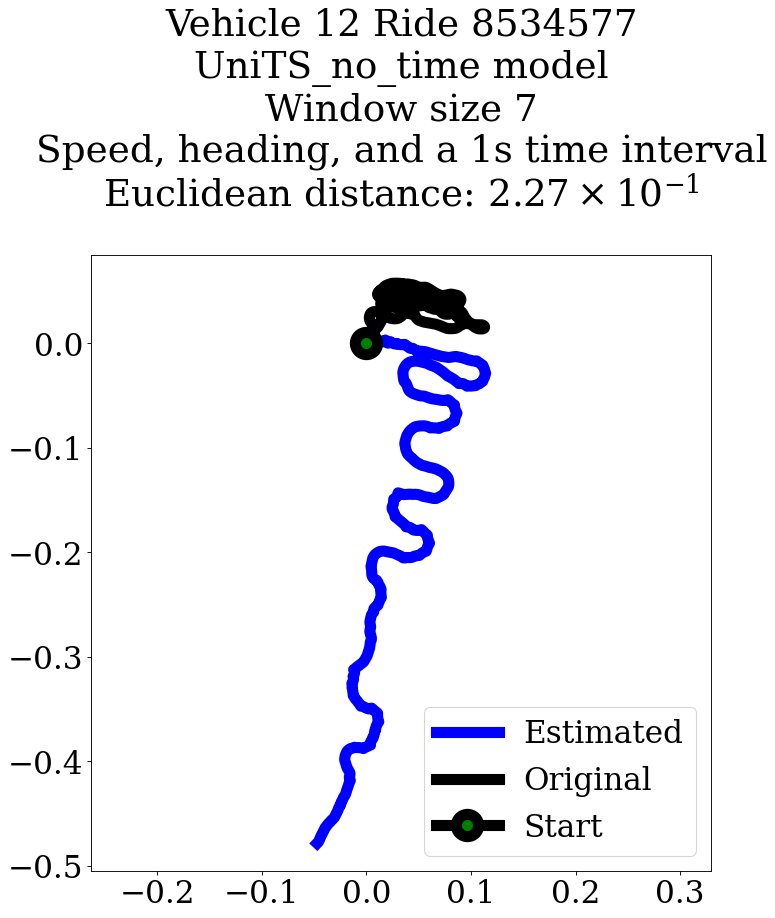 Vehicle 12 Ride 8534577
UniTS_no_time model
Window size 7
Speed, heading, and a 1s time interval
Euclidean distance: 2.27 × 10⁻¹
0.0
−0.1
−0.2
−0.3
−0.4
−0.5
Estimated
Original
Start
−0.2 −0.1 0.0 0.1 0.2 0.3